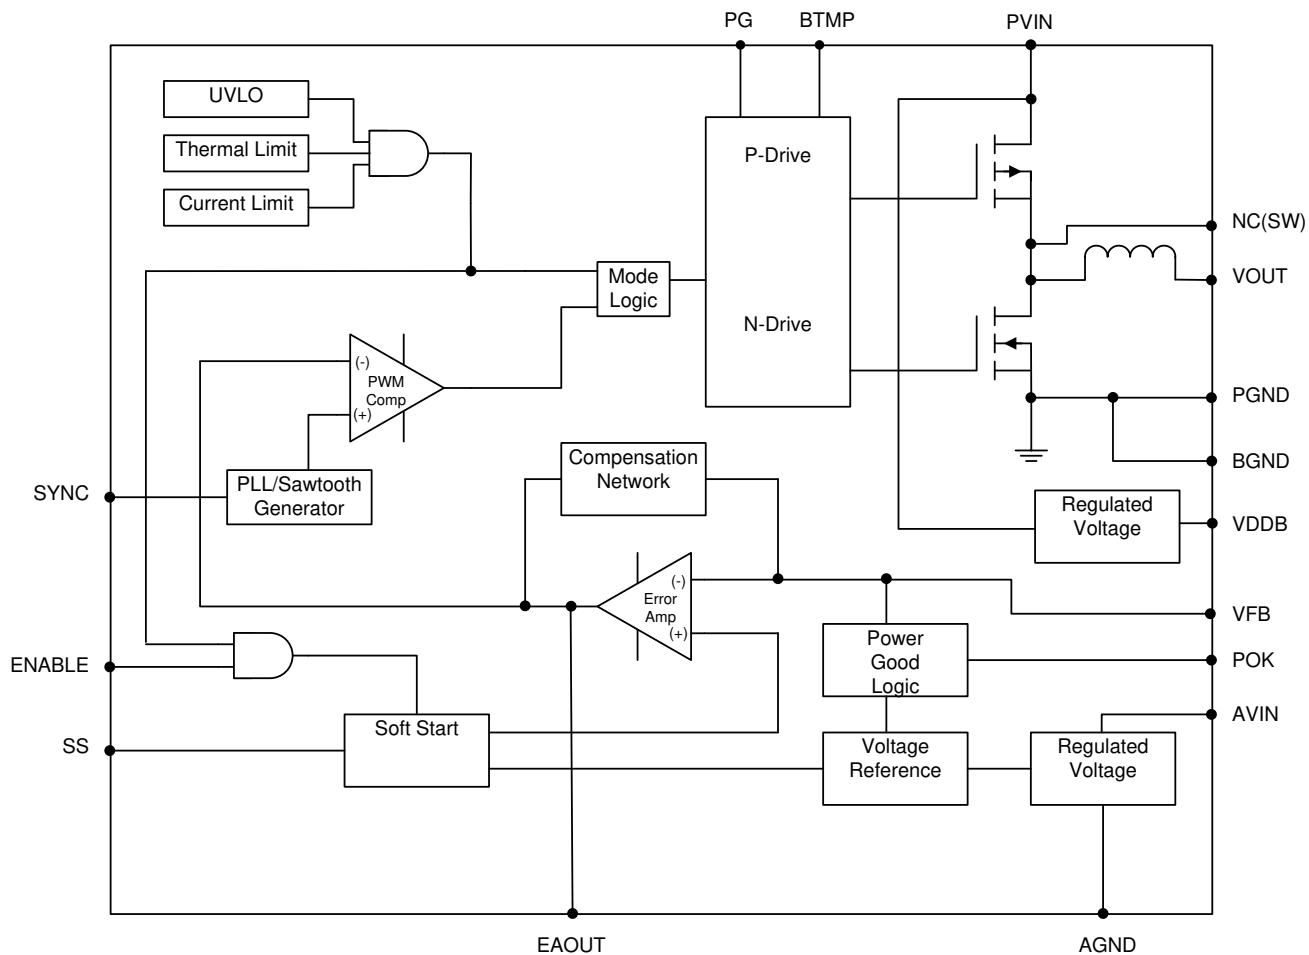 PG
BTMP
PVIN
UVLO
Thermal Limit
Current Limit
P-Drive
N-Drive
Mode
Logic
NC(SW)
VOUT
(-)
PWM
Comp
(+)
PGND
BGND
SYNC
PLL/Sawtooth
Generator
Compensation
Network
Regulated
Voltage
VDDB
(-)
Error
Amp
(+)
VFB
Power
Good
Logic
POK
ENABLE
AVIN
SS
Soft Start
Voltage
Reference
Regulated
Voltage
EAOUT
AGND